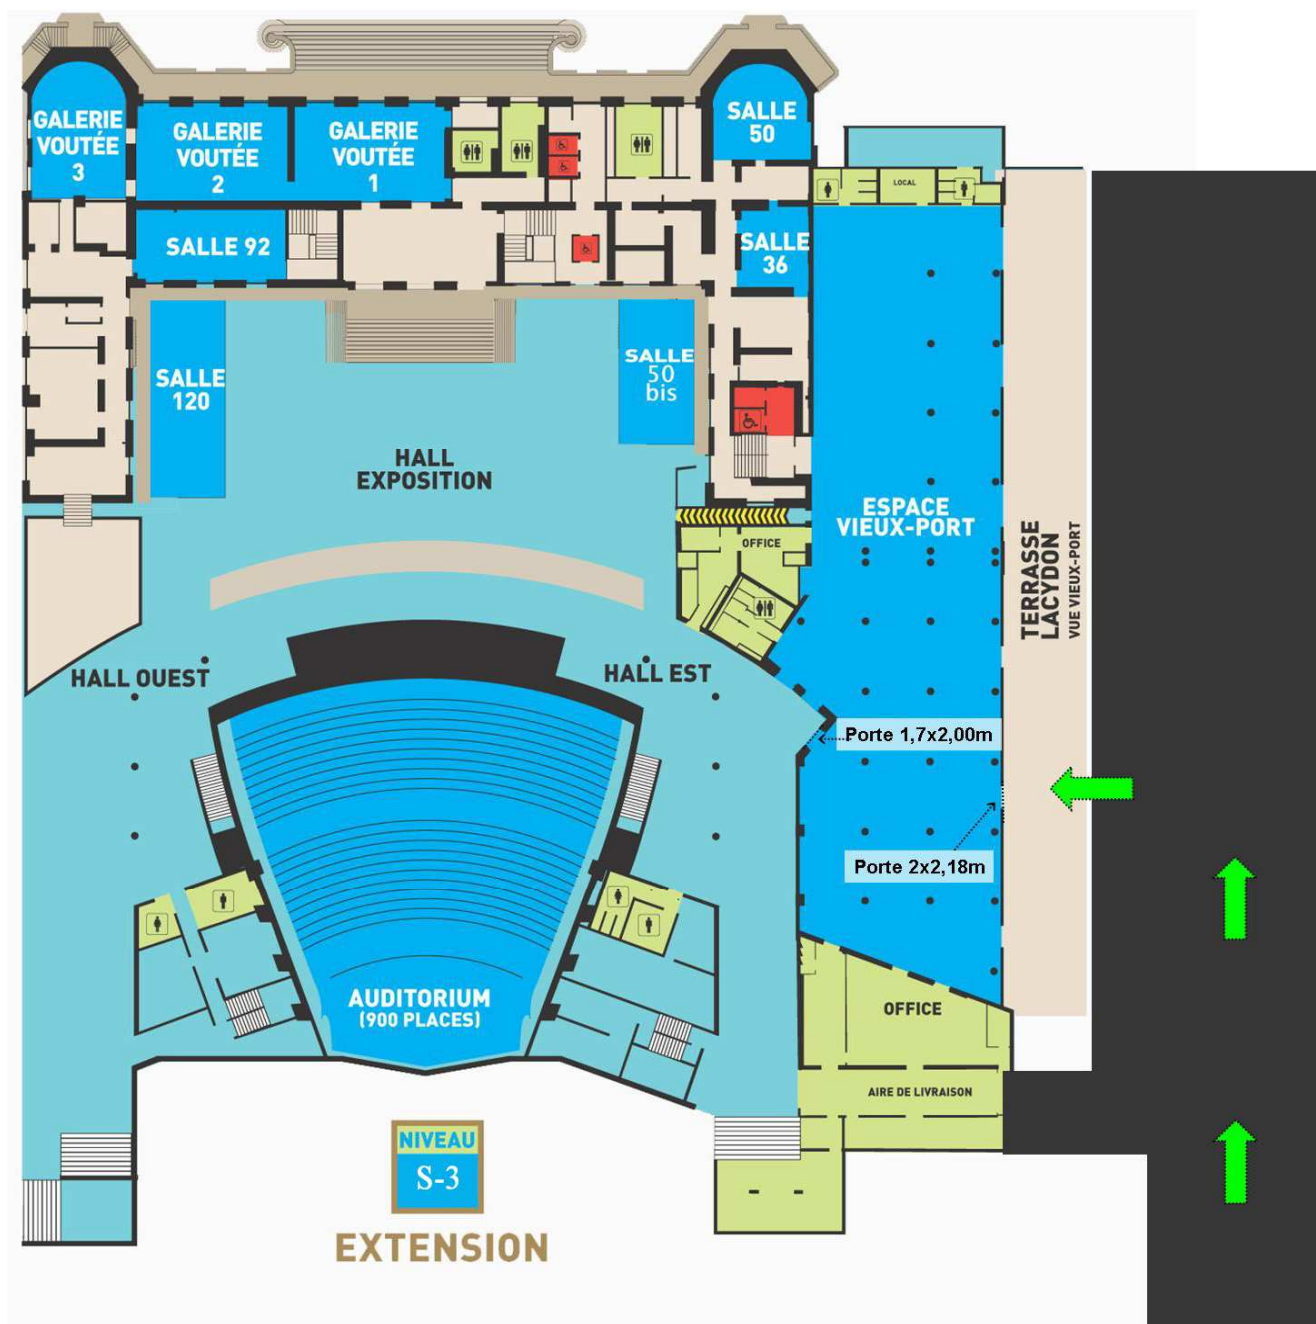 GALERIE
VOUTÉE
3
GALERIE
VOUTÉE
2
GALERIE
VOUTÉE
1
SALLE
50
LOCAL
SALLE 92
SALLE
36
SALLE
120
SALLE
50
bis
HALL
EXPOSITION
ESPACE
VIEUX-PORT
OFFICE
TERRASSE
LACYDON
VUE VIEUX-PORT
HALL OUEST
HALL EST
Porte 1,7x2,00m
Porte 2x2,18m
AUDITORIUM
(900 PLACES)
OFFICE
AIRE DE LIVRAISON
NIVEAU
S-3
EXTENSION